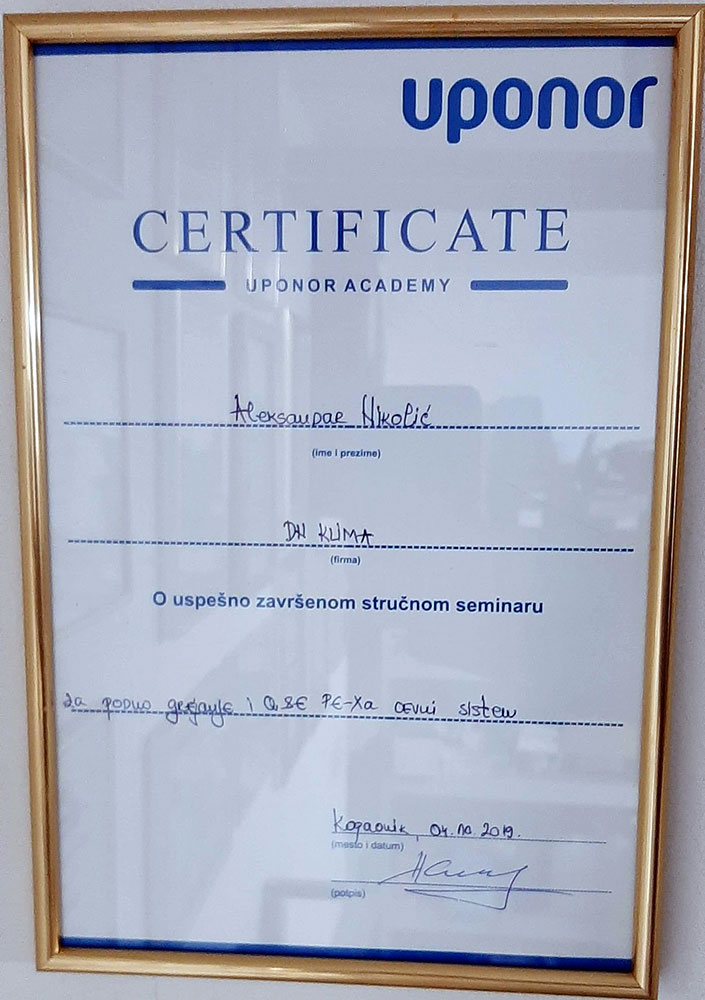 uponor
CERTIFICATE
UPONOR ACADEMY
Aleksandar Nikolić
(ime i prezime)
DN KLIMA
(firma)
O uspešno završenom stručnom seminaru
za podno grejanje i Q&E PE-Xa cevni sistem
Kopaonik, 04.10.2019.
(mesto i datum)
(potpis)